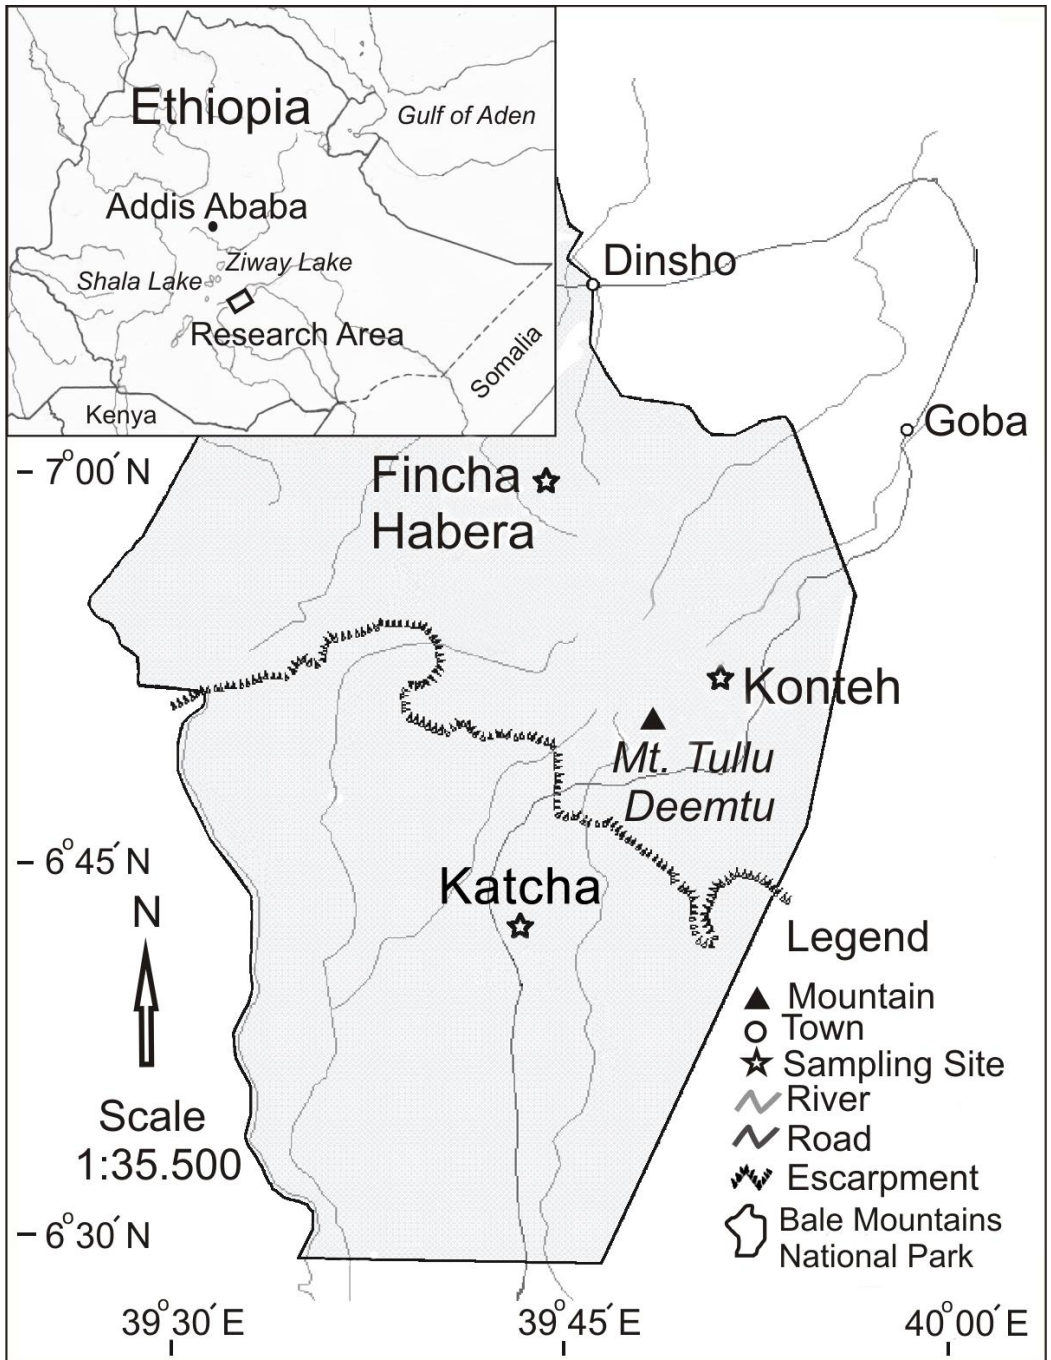 Ethiopia
Gulf of Aden
Addis Ababa
Ziway Lake
Shala Lake
Research Area
Somalia
Kenya
Dinsho
Goba
7°00′N
Fincha
Habera
Konteh
Mt. Tullu
Deemtu
6°45′N
Katcha
N
Scale
1:35.500
Legend
Mountain
Town
Sampling Site
River
Road
Escarpment
Bale Mountains
National Park
6°30′N
39°30′E
39°45′E
40°00′E